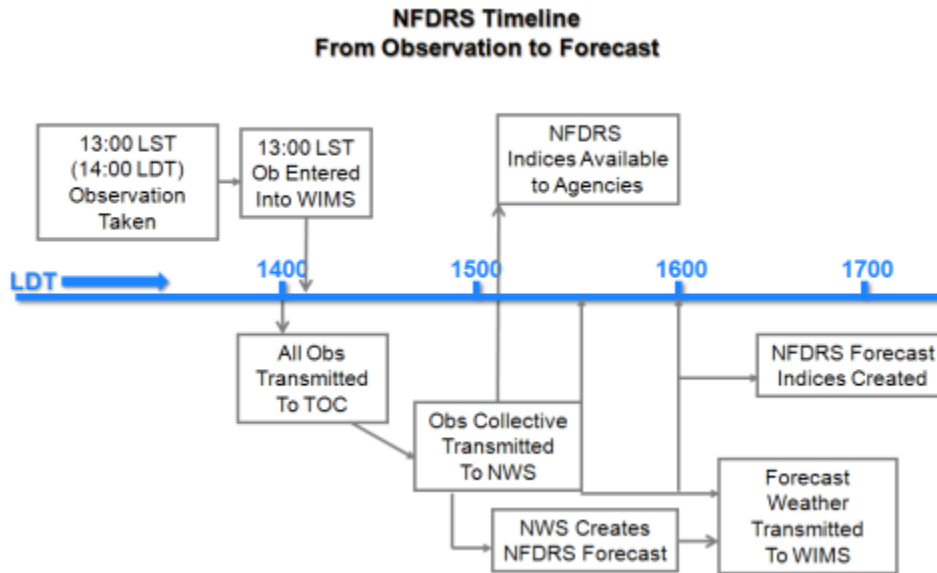 NFDRS Timeline
From Observation to Forecast
13:00 LST
(14:00 LDT)
Observation
Taken
13:00 LST
Ob Entered
Into WIMS
NFDRS
Indices Available
to Agencies
LDT
1400
1500
1600
1700
All Obs
Transmitted
To TOC
Obs Collective
Transmitted
To NWS
NWS Creates
NFDRS Forecast
NFDRS Forecast
Indices Created
Forecast
Weather
Transmitted
To WIMS